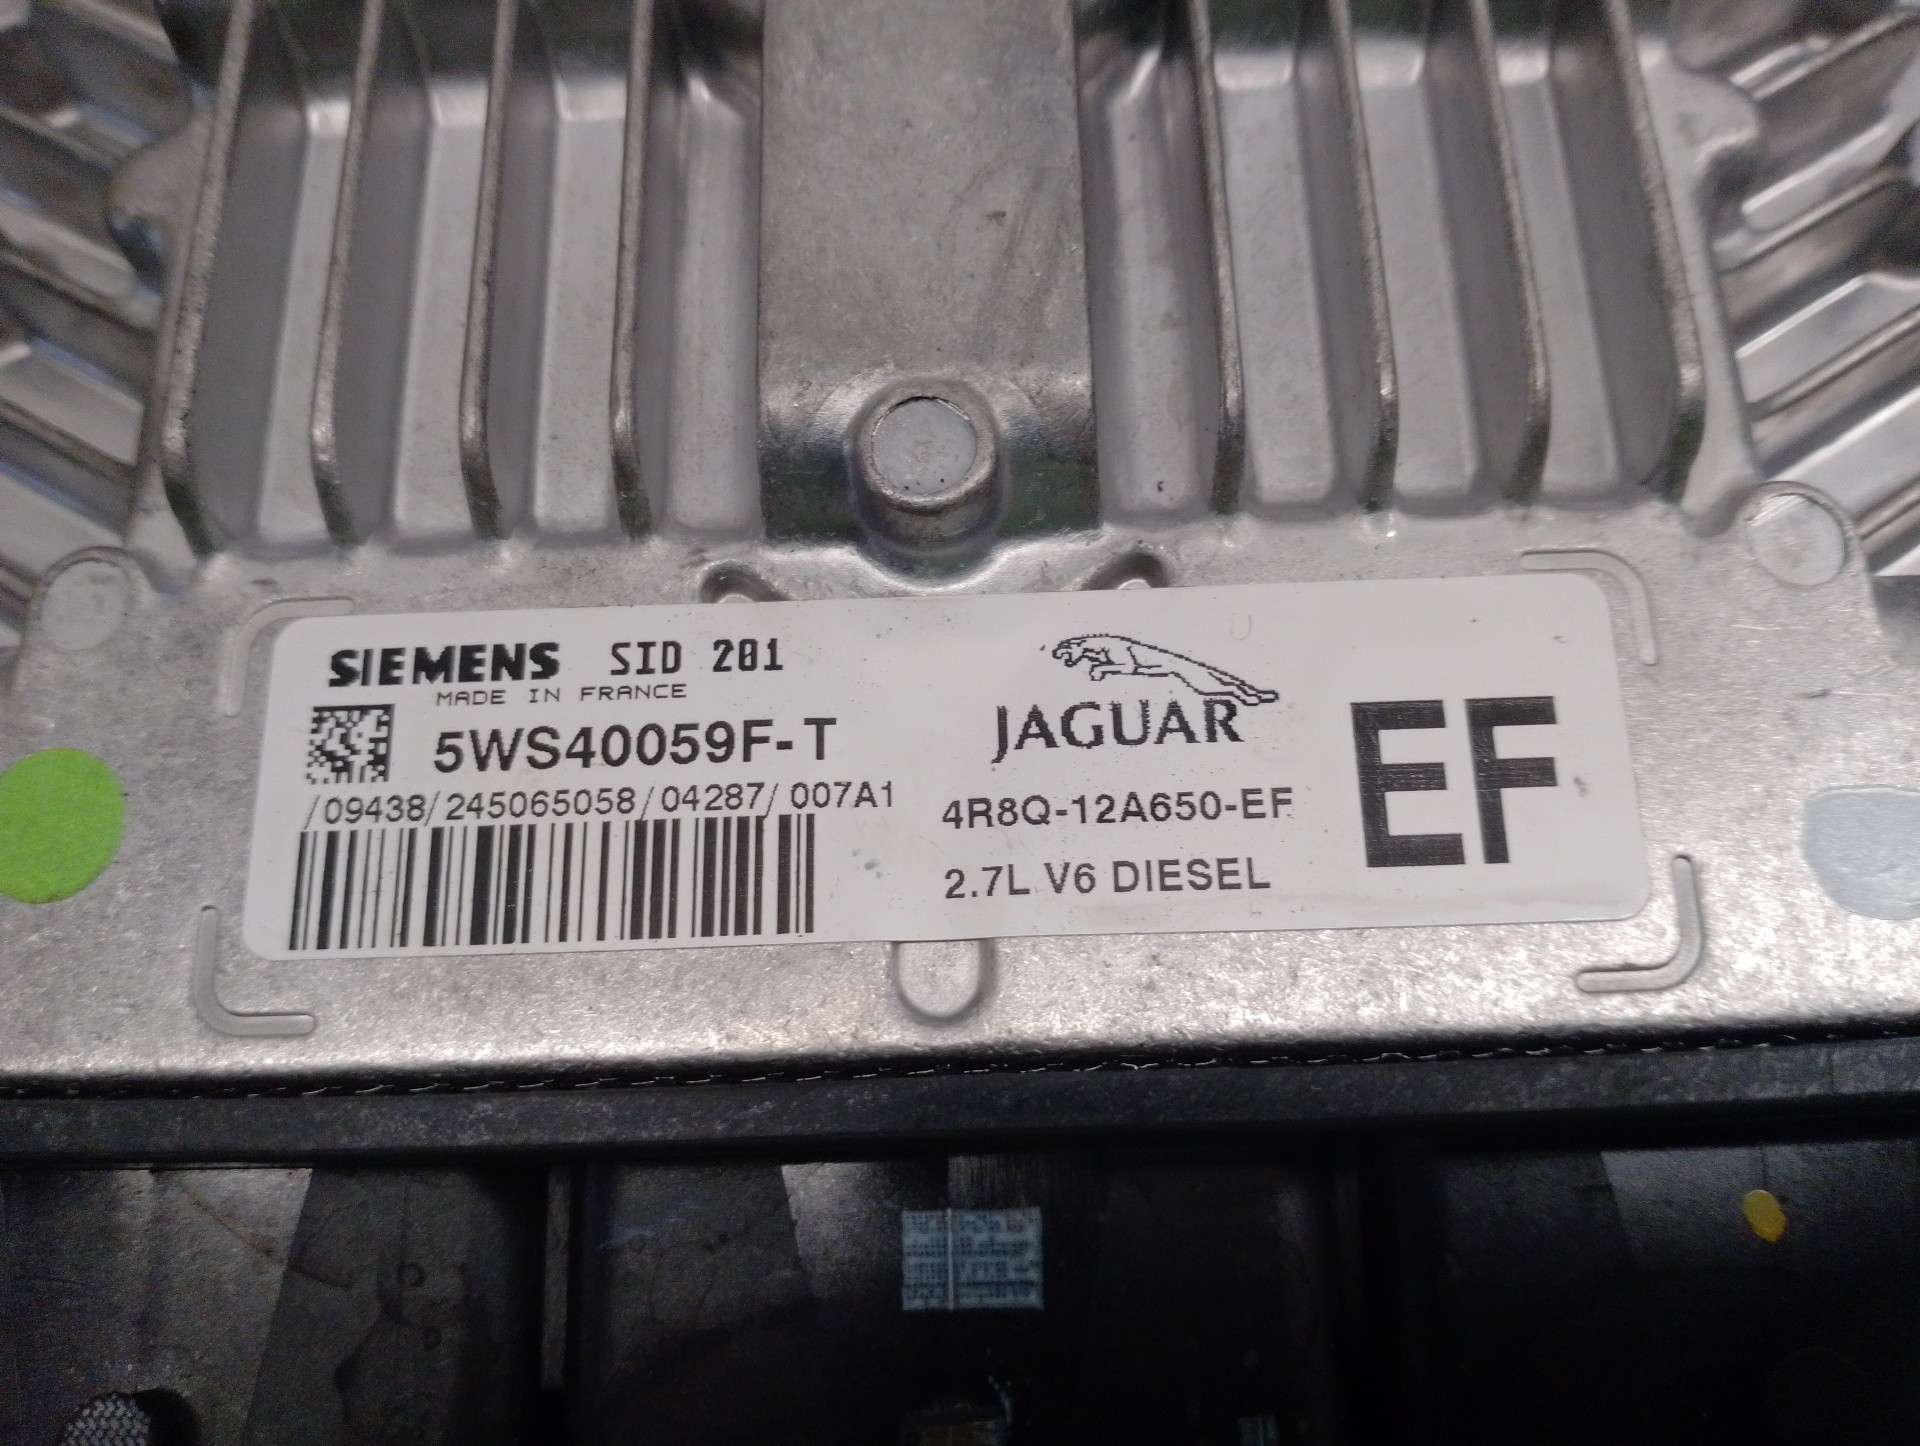 SIEMENS SID 201
MADE IN FRANCE
5WS40059F-T
/09438/245065058/04287/007A1
JAGUAR
4R8Q-12A650-EF
2.7L V6 DIESEL
EF